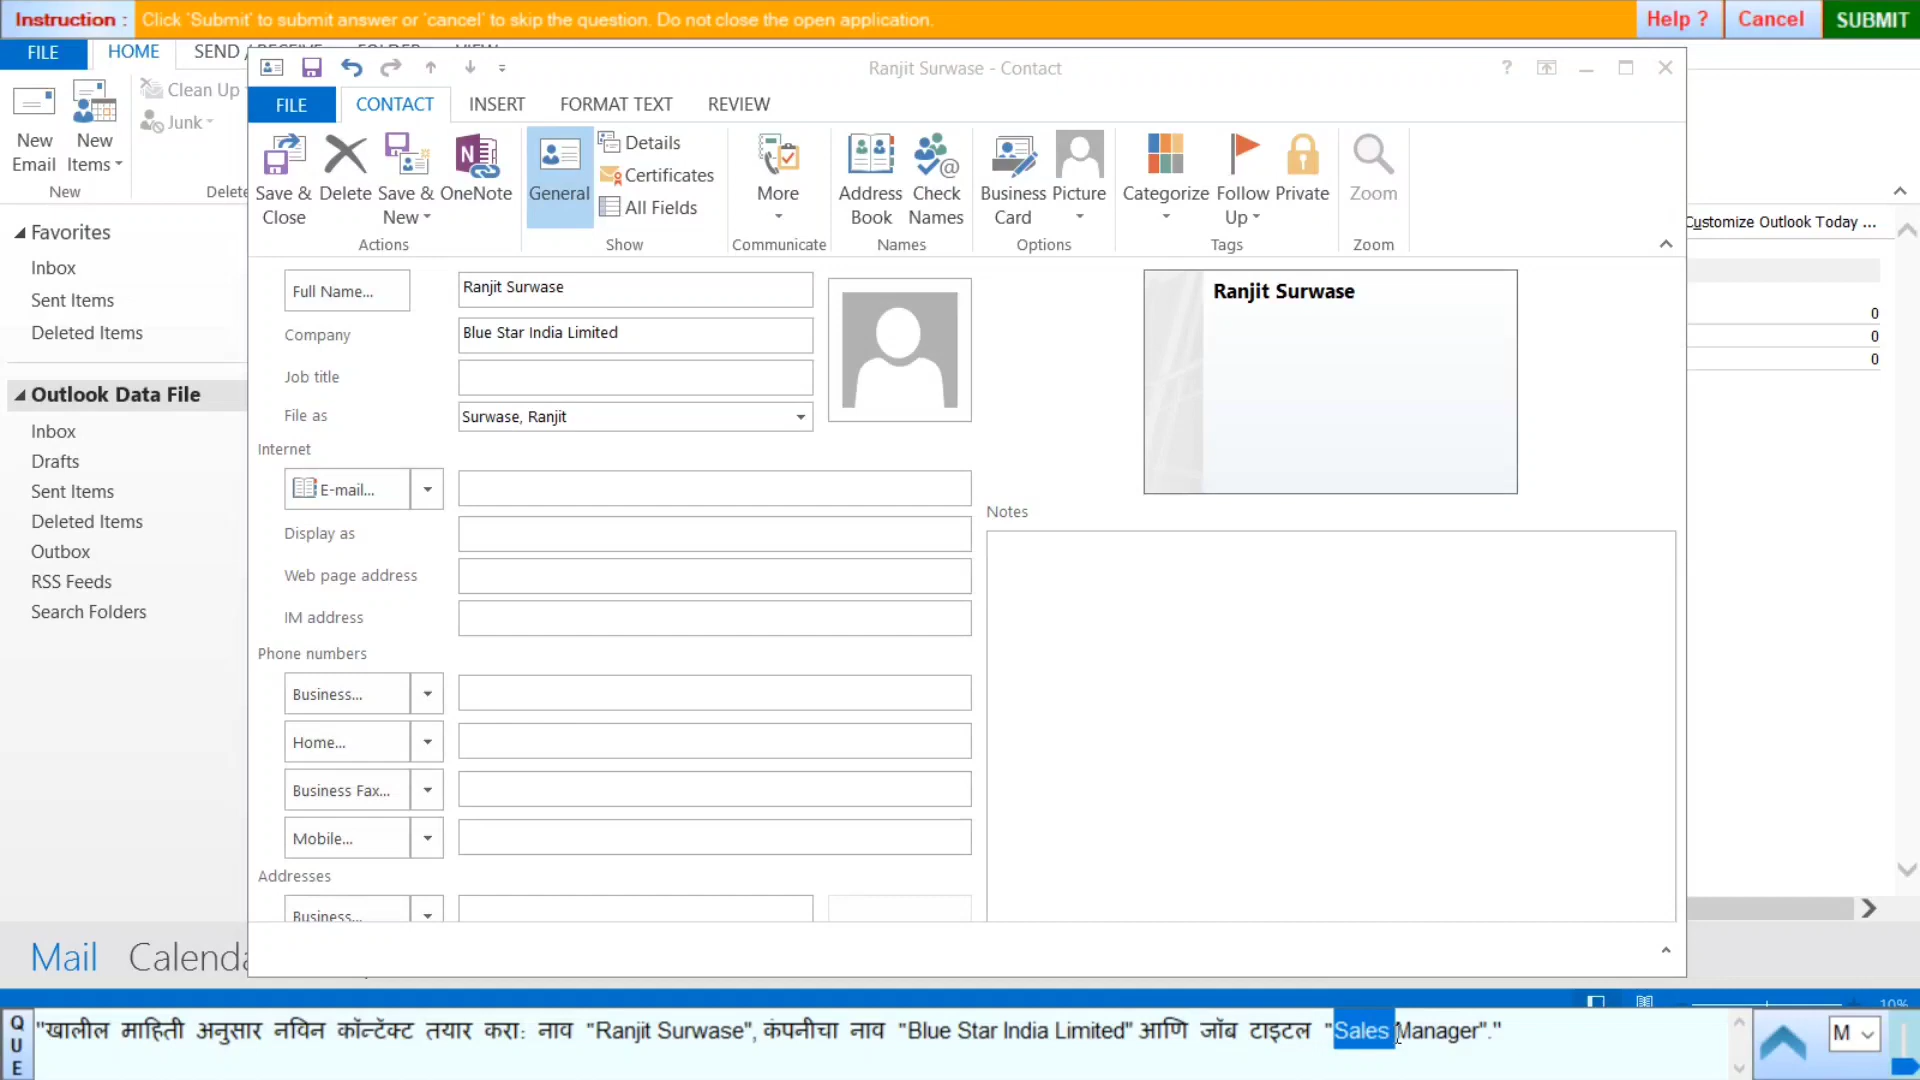 Instruction : Click 'Submit' to submit answer or 'cancel' to skip the question. Do not close the open application. Help ? Cancel SUBMIT
FILE HOME SEND / RECEIVE FOLDER VIEW
Ranjit Surwase - Contact
FILE CONTACT INSERT FORMAT TEXT REVIEW
New Email
New Items
New
Clean Up
Junk
Delete
Save & Close
Delete
Save & New
OneNote
Actions
General
Details
Certificates
All Fields
Show
More
Communicate
Address Book
Check Names
Names
Business Card
Picture
Options
Categorize
Follow Up
Private
Tags
Zoom
Zoom
Customize Outlook Today ...
0
0
0
Favorites
Inbox
Sent Items
Deleted Items
Outlook Data File
Inbox
Drafts
Sent Items
Deleted Items
Outbox
RSS Feeds
Search Folders
Full Name... Ranjit Surwase
Company Blue Star India Limited
Job title
File as Surwase, Ranjit
Internet
E-mail...
Display as
Web page address
IM address
Phone numbers
Business...
Home...
Business Fax...
Mobile...
Addresses
Business...
Ranjit Surwase
Notes
Mail Calenda
10%
QUE
"खालील माहिती अनुसार नविन कॉन्टॅक्ट तयार करा: नाव "Ranjit Surwase", कंपनीचा नाव "Blue Star India Limited" आणि जॉब टाइटल "Sales Manager"."
M